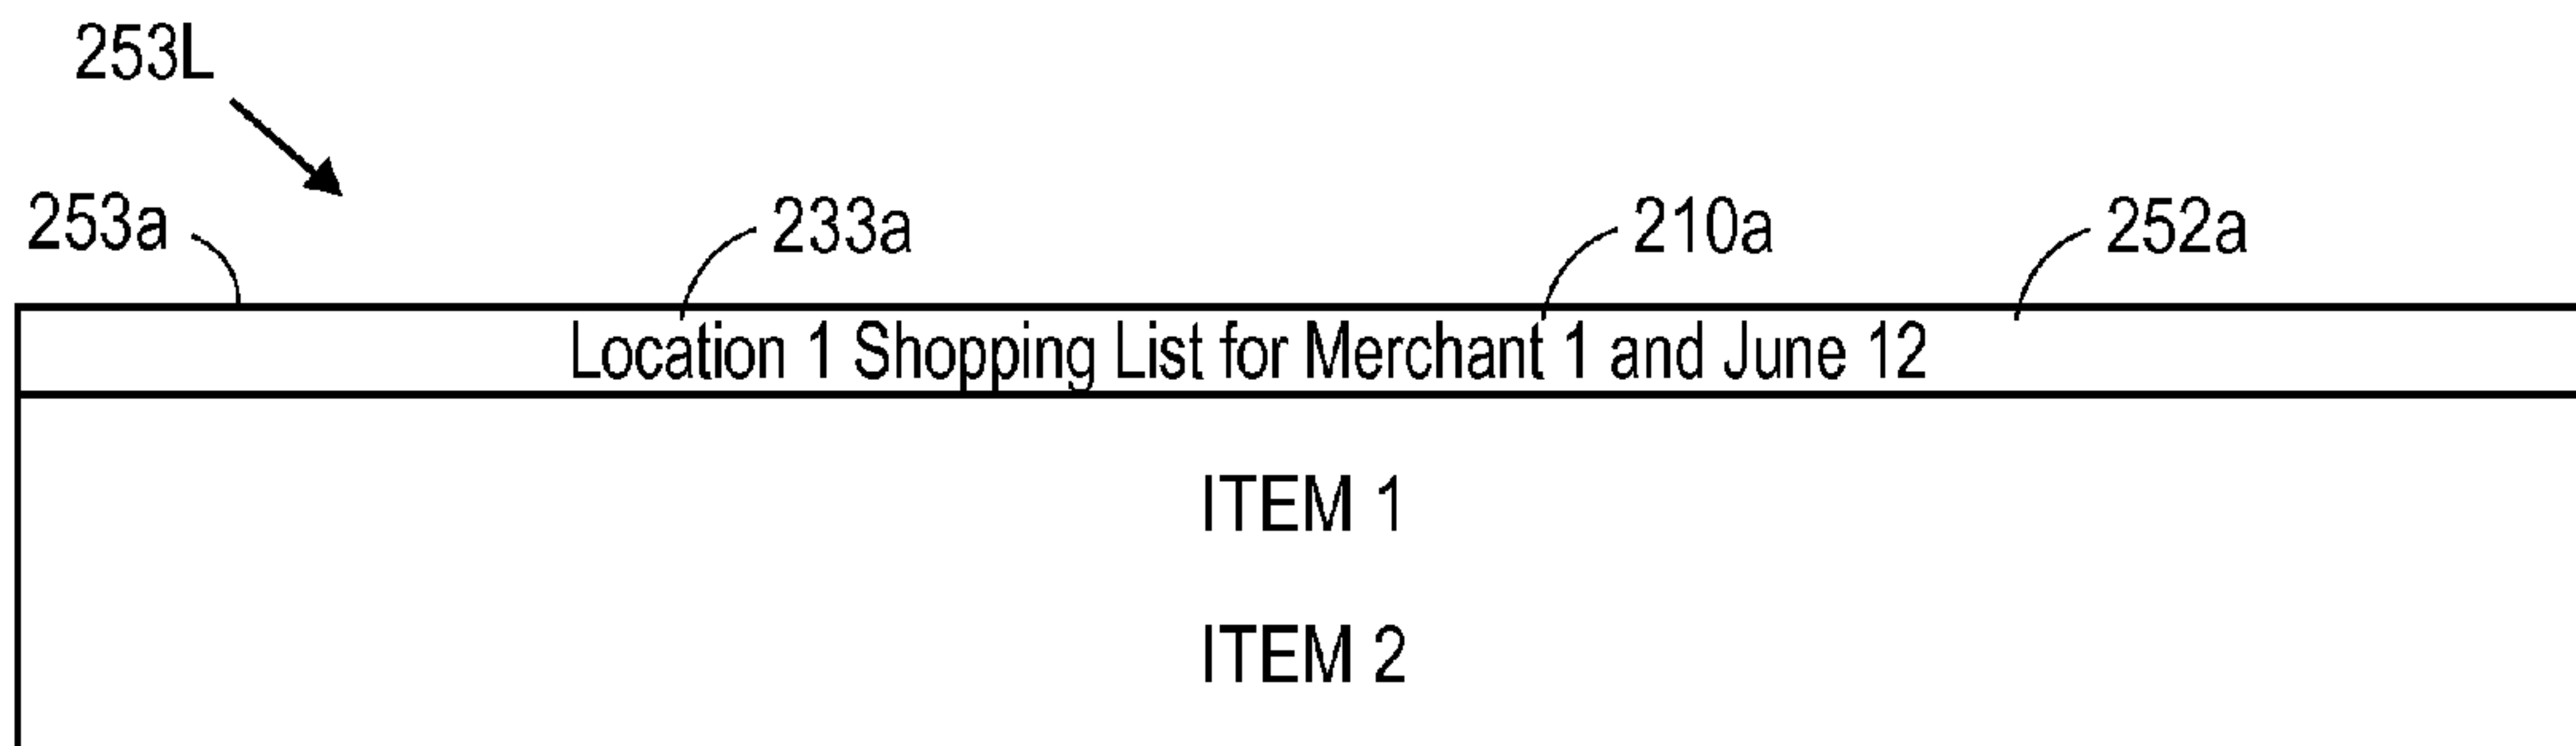 253L
253a 233a 210a 252a
Location 1 Shopping List for Merchant 1 and June 12
ITEM 1
ITEM 2